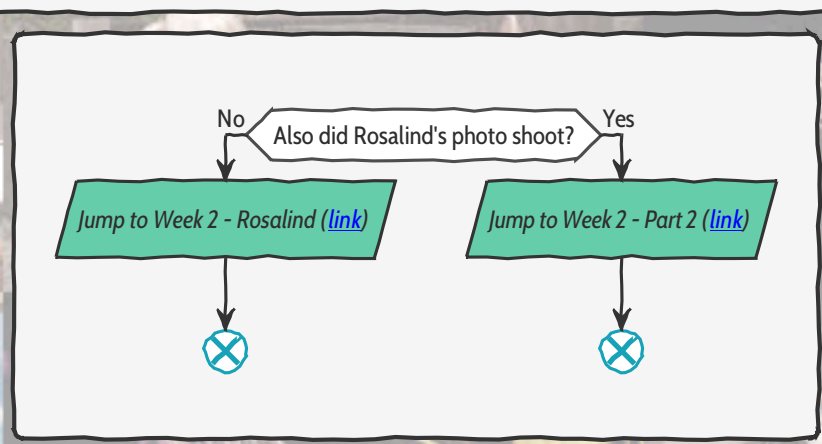 No
Also did Rosalind's photo shoot?
Yes
Jump to Week 2 - Rosalind (link)
Jump to Week 2 - Part 2 (link)